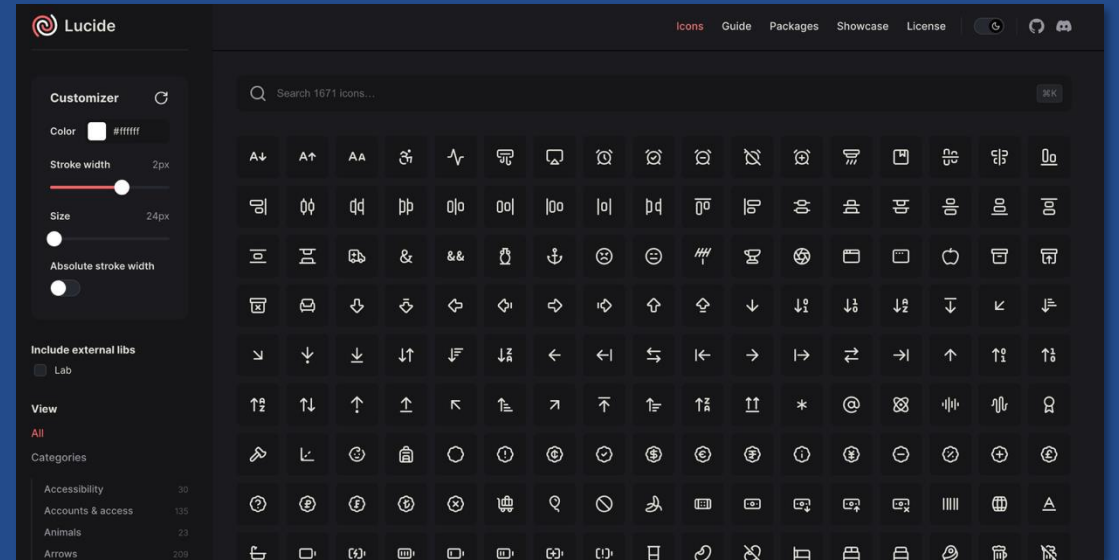 Lucide
Icons Guide Packages Showcase License
Customizer
Search 1671 icons...
⌘K
Color #ffffff
Stroke width 2px
Size 24px
Absolute stroke width
Include external libs
Lab
View
All
Categories
Accessibility 30
Accounts & access 135
Animals 23
Arrows 209